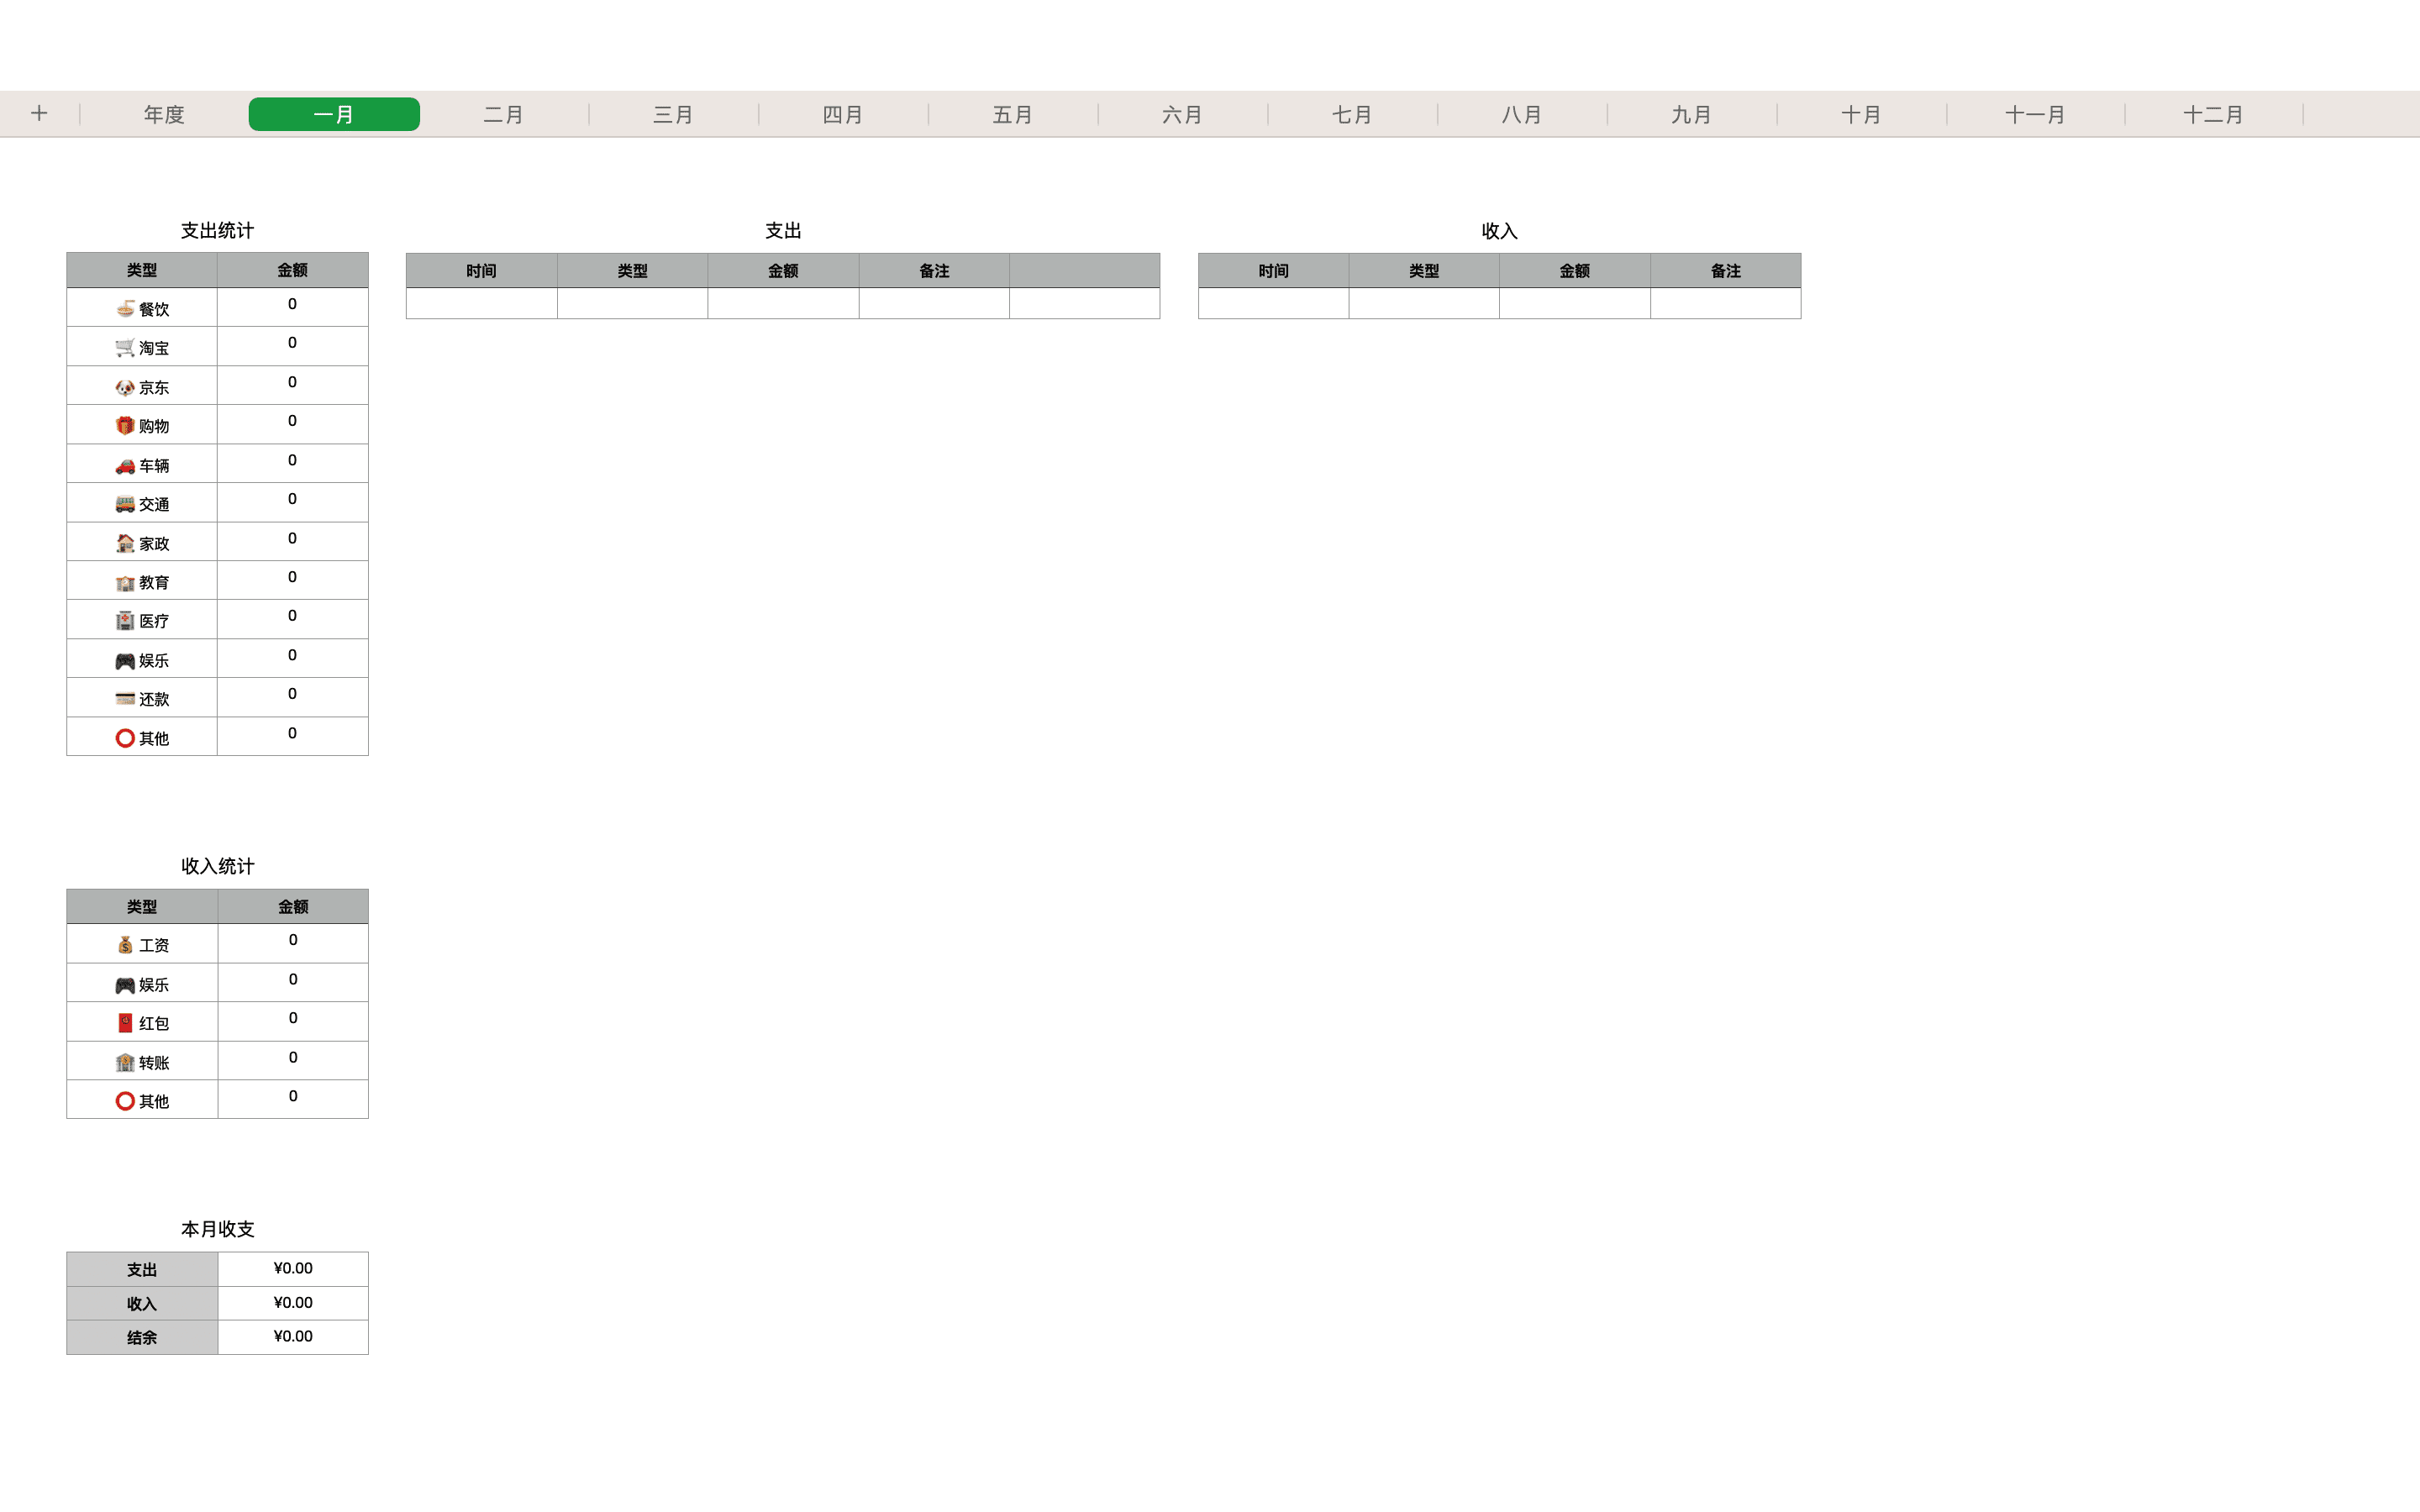 + 年度 一月 二月 三月 四月 五月 六月 七月 八月 九月 十月 十一月 十二月
支出统计
类型 金额
餐饮 0
淘宝 0
京东 0
购物 0
车辆 0
交通 0
家政 0
教育 0
医疗 0
娱乐 0
还款 0
其他 0
支出
时间 类型 金额 备注
收入
时间 类型 金额 备注
收入统计
类型 金额
工资 0
娱乐 0
红包 0
转账 0
其他 0
本月收支
支出 ¥0.00
收入 ¥0.00
结余 ¥0.00